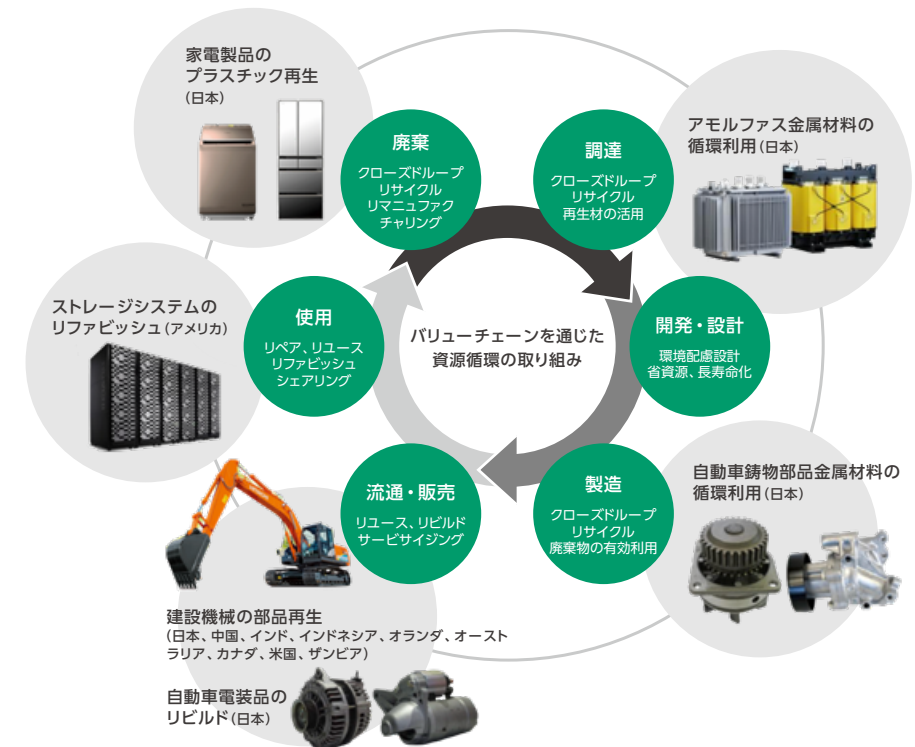 家電製品の
プラスチック再生
(日本)
廃棄
クローズドループ
リサイクル
リマニュファク
チャリング
調達
クローズドループ
リサイクル
再生材の活用
アモルファス金属材料の
循環利用(日本)
ストレージシステムの
リファビッシュ(アメリカ)
使用
リペア、リユース
リファビッシュ
シェアリング
バリューチェーンを通じた
資源循環の取り組み
開発・設計
環境配慮設計
省資源、長寿命化
流通・販売
リユース、リビルド
サービサイジング
製造
クローズドループ
リサイクル
廃棄物の有効利用
自動車鋳物部品金属材料の
循環利用(日本)
建設機械の部品再生
(日本、中国、インド、インドネシア、オランダ、オースト
ラリア、カナダ、米国、ザンビア)
自動車電装品の
リビルド(日本)